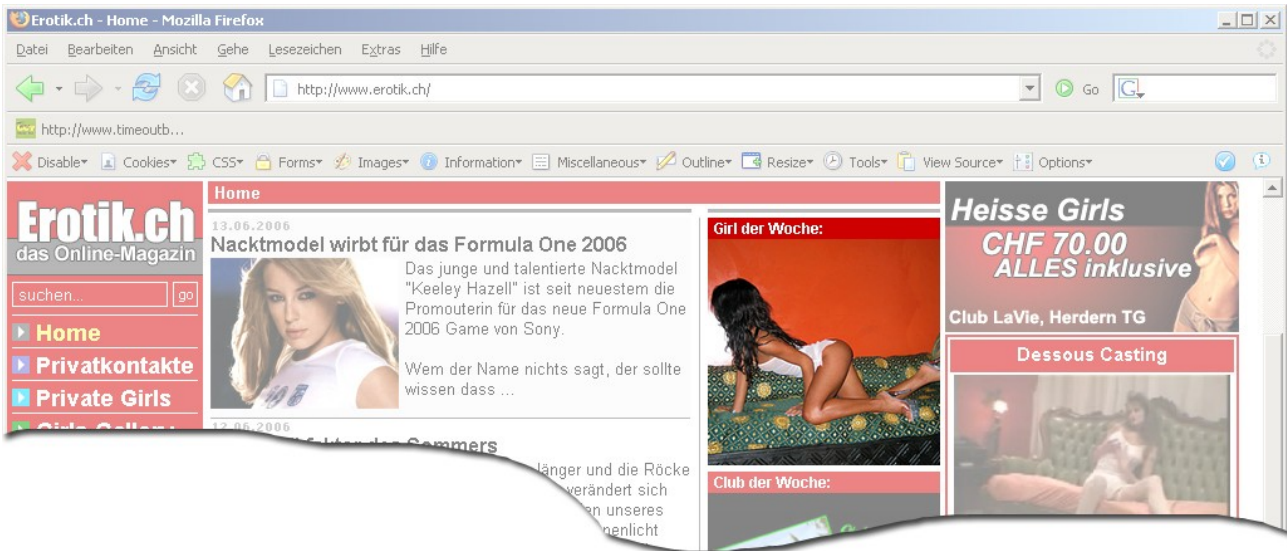 Erotik.ch - Home - Mozilla Firefox
Datei Bearbeiten Ansicht Gehe Lesezeichen Extras Hilfe
http://www.erotik.ch/
Go
G
http://www.timeoutb...
Disable Cookies CSS Forms Images Information Miscellaneous Outline Resize Tools View Source Options
Erotik.ch
das Online-Magazin
suchen...
go
Home
Privatkontakte
Private Girls
Home
13.06.2006
Nacktmodel wirbt für das Formula One 2006
Das junge und talentierte Nacktmodel
"Keeley Hazell" ist seit neuestem die
Promouterin für das neue Formula One
2006 Game von Sony.
Wem der Name nichts sagt, der sollte
wissen dass ...
des Sommers
länger und die Röcke
verändert sich
unseres
Girl der Woche:
Club der Woche:
Heisse Girls
CHF 70.00
ALLES inklusive
Club LaVie, Herdern TG
Dessous Casting